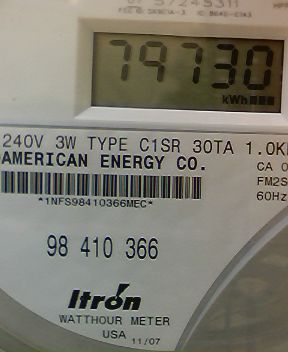 79730
kWh
240V 3W TYPE C1SR 30TA 1.0K
AMERICAN ENERGY CO.
CA 0
FM2S
60Hz
*1NFS98410366MEC*
98 410 366
Itron
WATTHOUR METER
USA 11/07